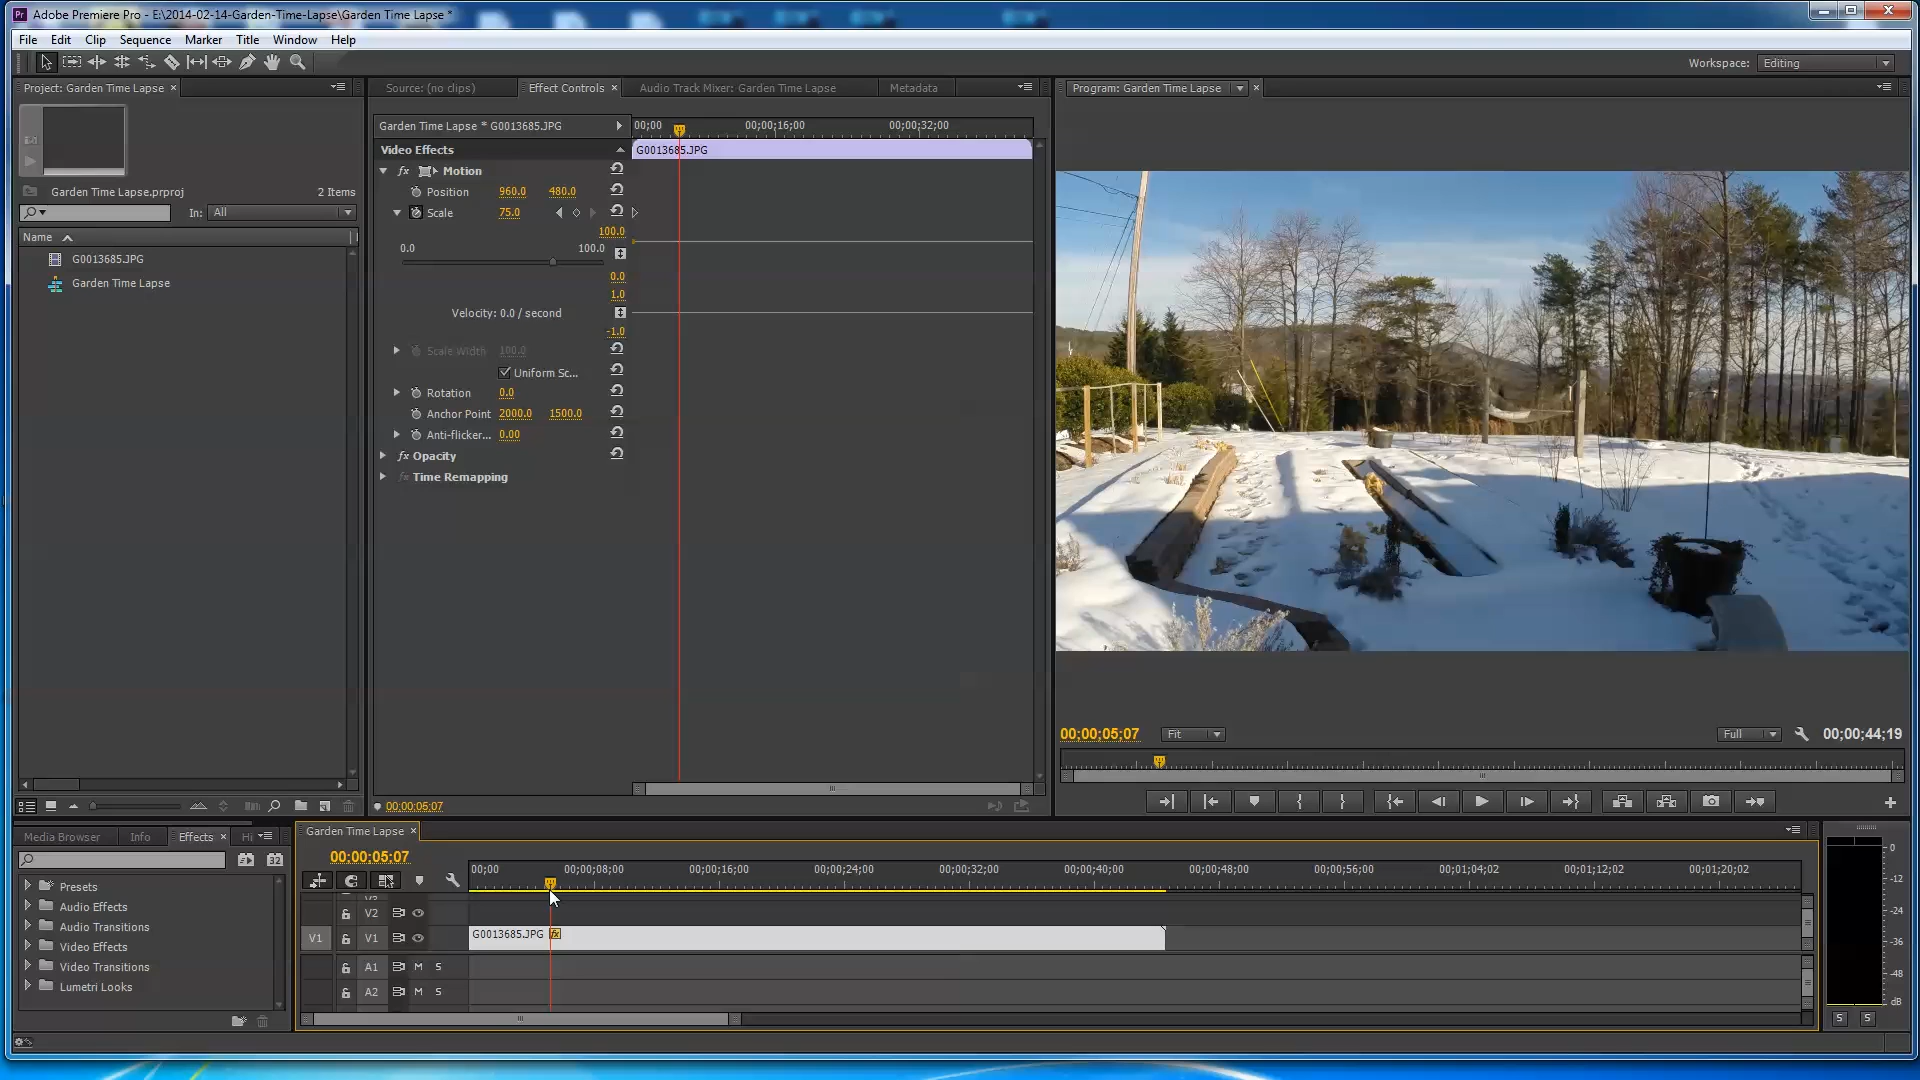 Adobe Premiere Pro - E:\2014-02-14-Garden-Time-Lapse\Garden Time Lapse *
File Edit Clip Sequence Marker Title Window Help
Workspace: Editing
Project: Garden Time Lapse
Garden Time Lapse.prproj 2 Items
In: All
Name
G0013685.JPG
Garden Time Lapse
Source: (no clips) Effect Controls Audio Track Mixer: Garden Time Lapse Metadata
Garden Time Lapse * G0013685.JPG
00;00 00;00;16;00 00;00;32;00
Video Effects
G0013685.JPG
fx Motion
Position 960.0 480.0
Scale 75.0
100.0
0.0 100.0
0.0
1.0
Velocity: 0.0 / second
-1.0
Scale Width 100.0
Uniform Sc...
Rotation 0.0
Anchor Point 2000.0 1500.0
Anti-flicker... 0.00
fx Opacity
fx Time Remapping
00;00;05;07
Program: Garden Time Lapse
00;00;05;07 Fit Full 00;00;44;19
Media Browser Info Effects Hi
32
Presets
Audio Effects
Audio Transitions
Video Effects
Video Transitions
Lumetri Looks
Garden Time Lapse
00;00;05;07
00;00 00;00;08;00 00;00;16;00 00;00;24;00 00;00;32;00 00;00;40;00 00;00;48;00 00;00;56;00 00;01;04;02 00;01;12;02 00;01;20;02
V3
V2
V1 V1 G0013685.JPG fx
A1 M S
A2 M S
0
-12
-24
-36
-48
dB
S S